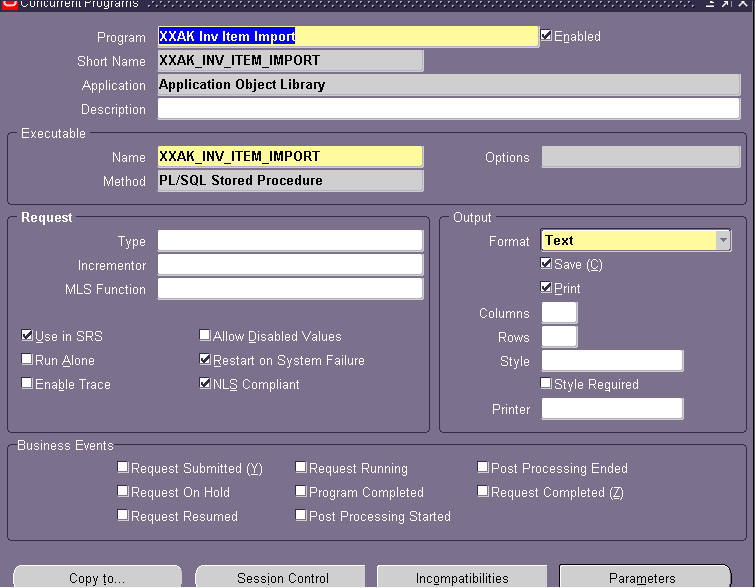 Concurrent Programs
Program XXAK Inv Item Import Enabled
Short Name XXAK_INV_ITEM_IMPORT
Application Application Object Library
Description
Executable
Name XXAK_INV_ITEM_IMPORT Options
Method PL/SQL Stored Procedure
Request
Type
Incrementor
MLS Function
Use in SRS Allow Disabled Values
Run Alone Restart on System Failure
Enable Trace NLS Compliant
Output
Format Text
Save (C)
Print
Columns
Rows
Style
Style Required
Printer
Business Events
Request Submitted (Y) Request Running Post Processing Ended
Request On Hold Program Completed Request Completed (Z)
Request Resumed Post Processing Started
Copy to... Session Control Incompatibilities Parameters